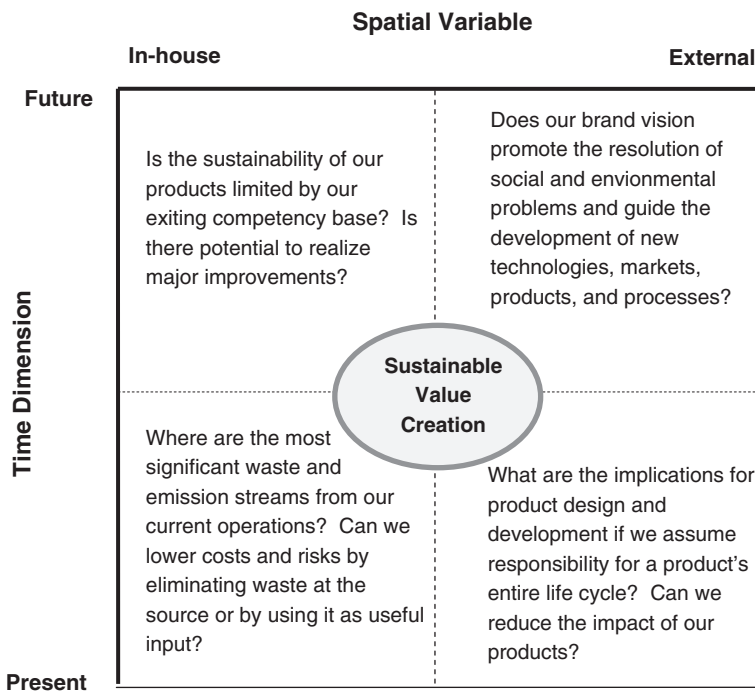 Spatial Variable
In-house
External
Future
Is the sustainability of our
products limited by our
exiting competency base? Is
there potential to realize
major improvements?
Does our brand vision
promote the resolution of
social and envionmental
problems and guide the
development of new
technologies, markets,
products, and processes?
Time Dimension
Sustainable
Value
Creation
Where are the most
significant waste and
emission streams from our
current operations? Can we
lower costs and risks by
eliminating waste at the
source or by using it as useful
input?
What are the implications for
product design and
development if we assume
responsibility for a product's
entire life cycle? Can we
reduce the impact of our
products?
Present